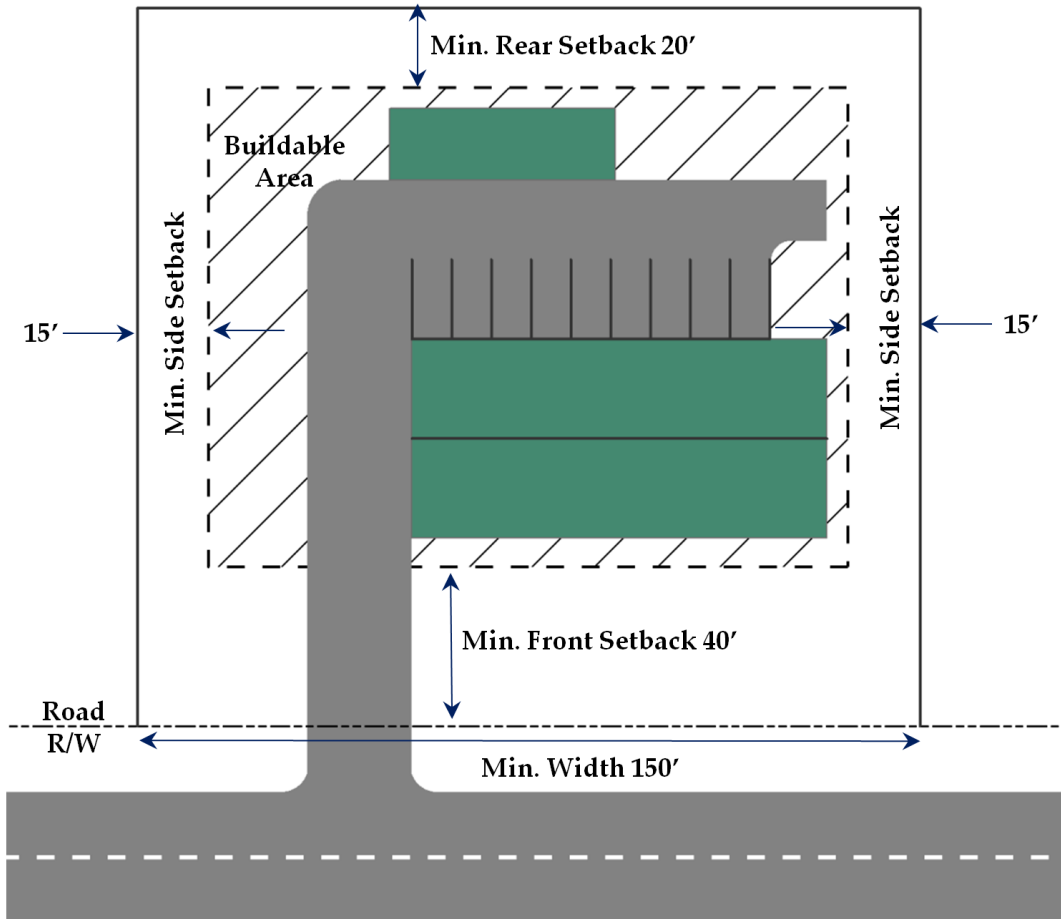 Min. Rear Setback 20’
Buildable
Area
Min. Side Setback
Min. Side Setback
15’
15’
Min. Front Setback 40’
Road
R/W
Min. Width 150’